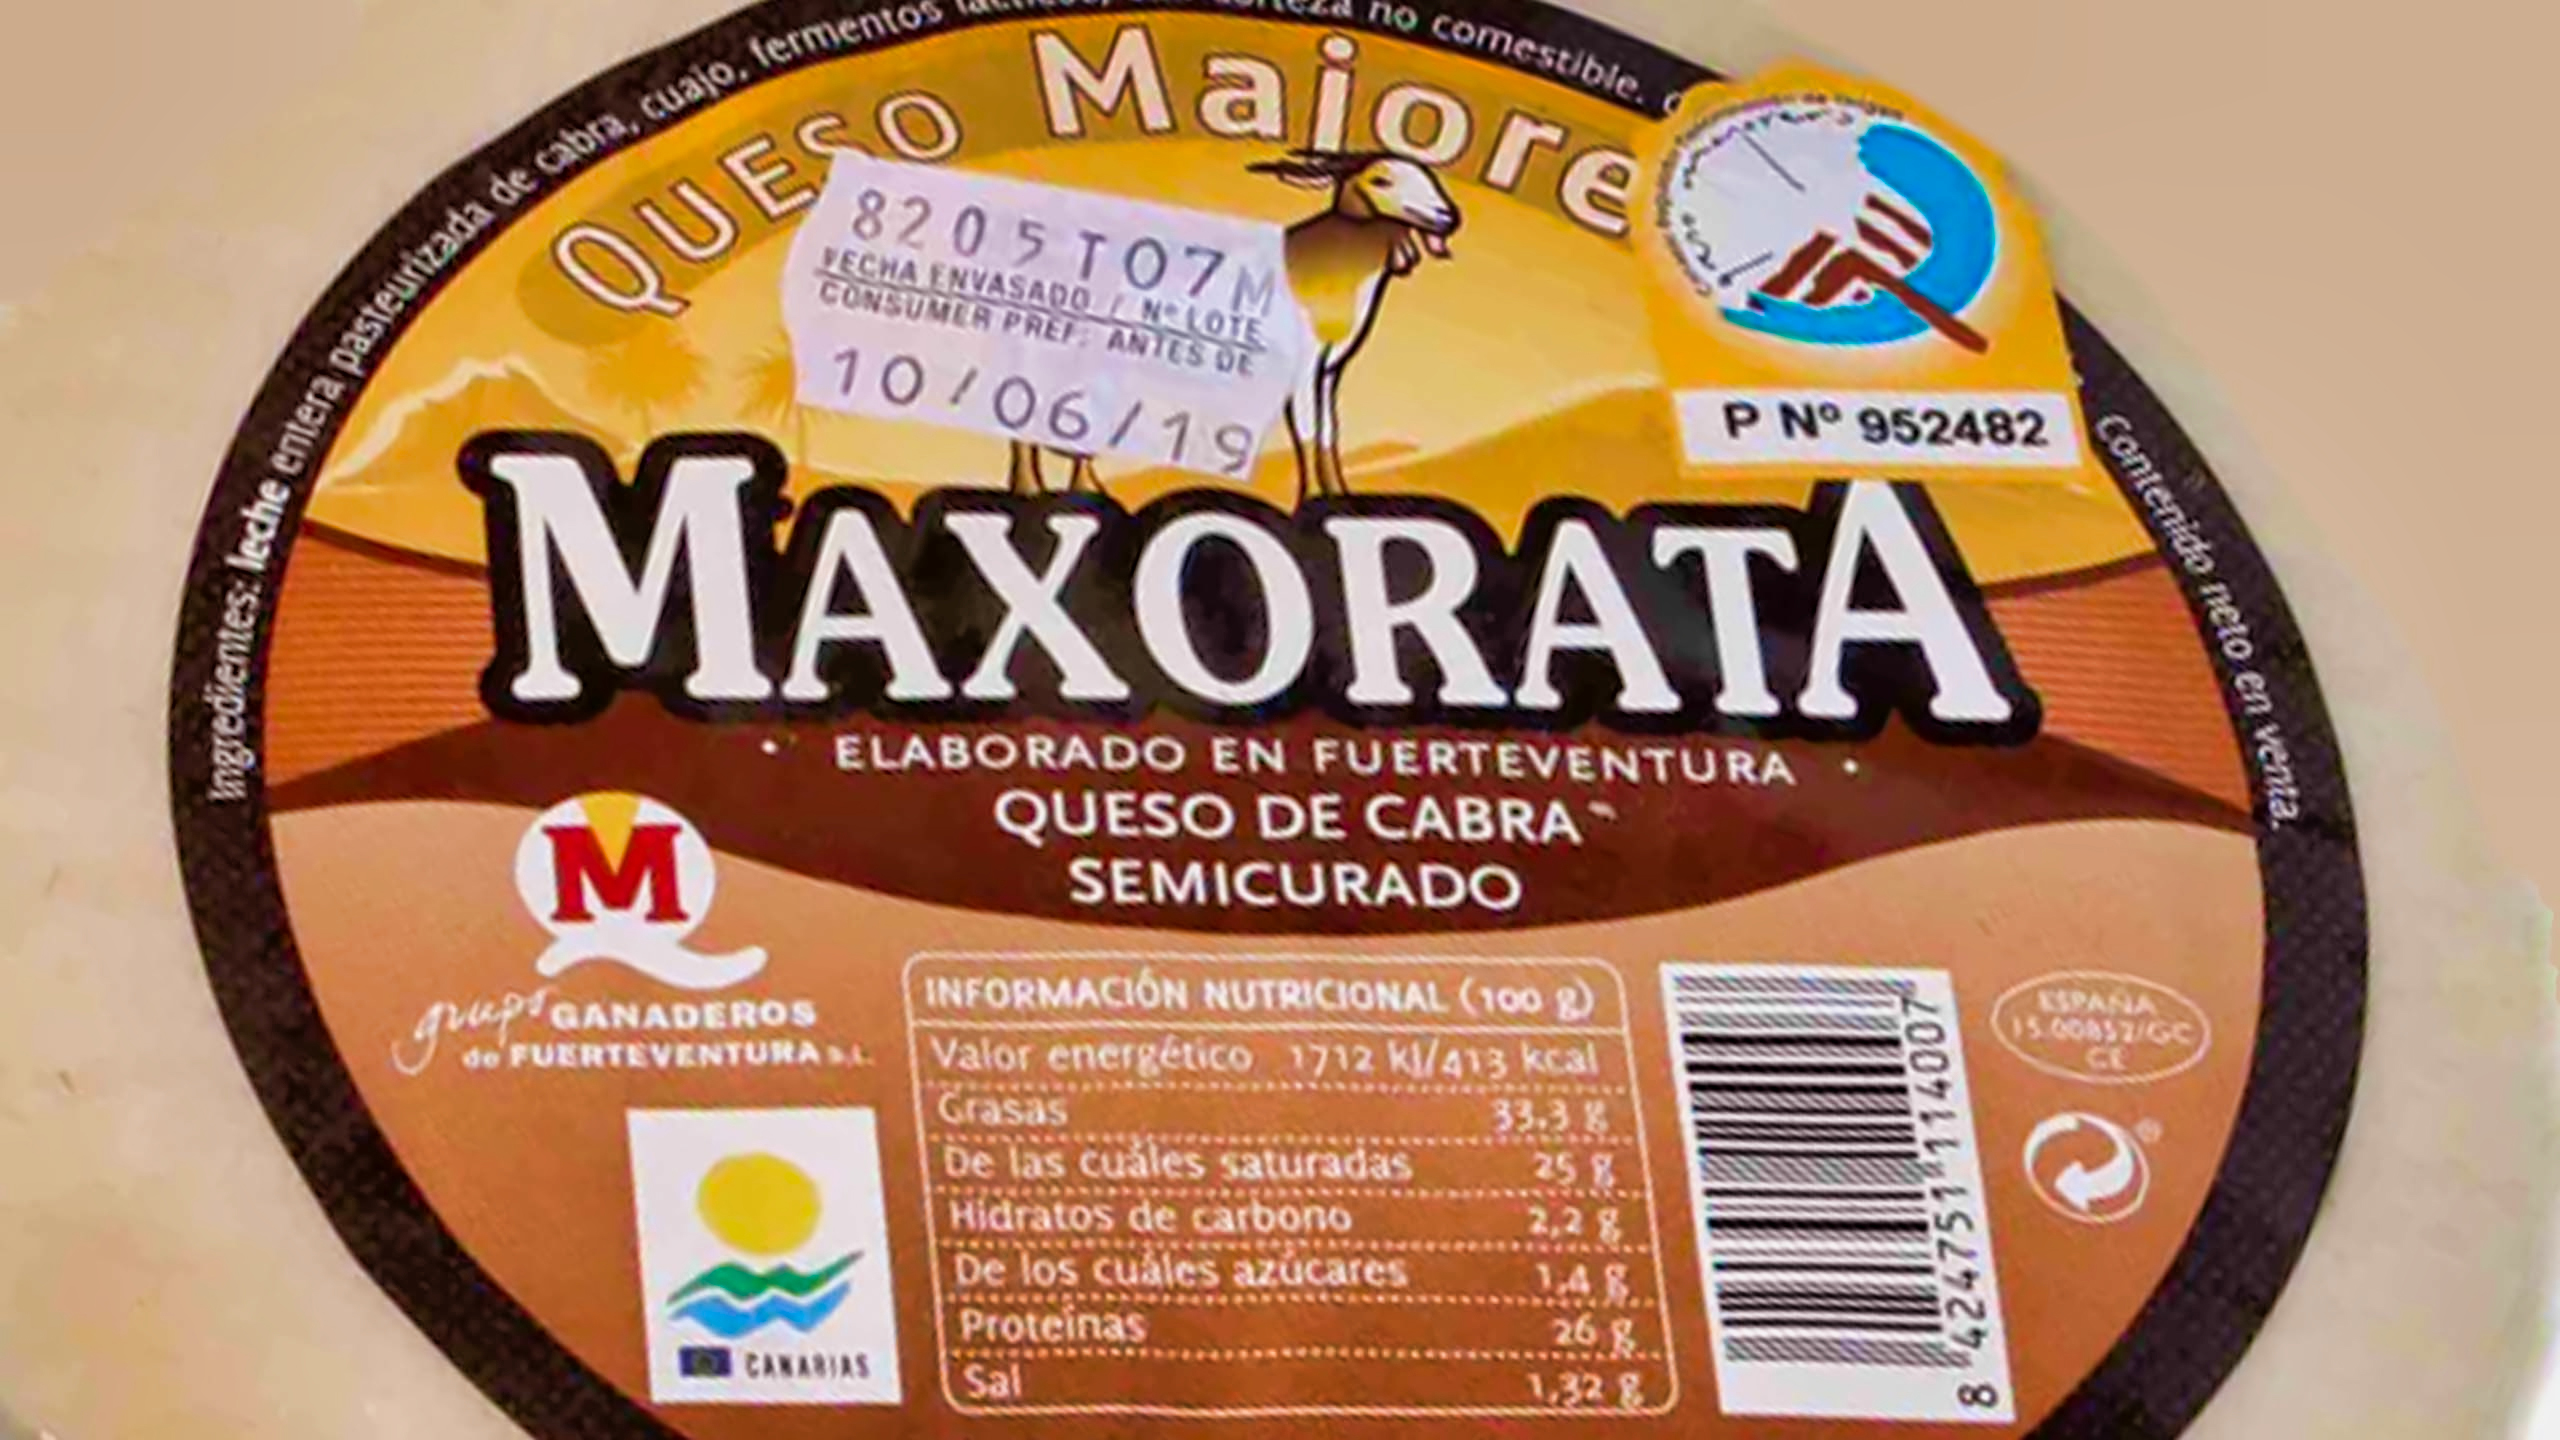 Ingredientes: leche entera pasteurizada de cabra, cuajo, fermentos
no comestible.
QUESO Majore
8205T07M
FECHA ENVASADO / Nº LOTE
CONSUMER PREF: ANTES DE
10/06/19
P Nº 952482
Contenido neto en venta.
MAXORATA
• ELABORADO EN FUERTEVENTURA •
QUESO DE CABRA
SEMICURADO
M
grupo GANADEROS
de FUERTEVENTURA S.L.
CANARIAS
INFORMACIÓN NUTRICIONAL (100 g)
Valor energético 1712 kJ/413 kcal
Grasas 33,3 g
De las cuáles saturadas 25 g
Hidratos de carbono 2,2 g
De los cuáles azúcares 1,4 g
Proteínas 26 g
Sal 1,32 g
8 424751 114007
ESPAÑA
15.00852/GC
CE